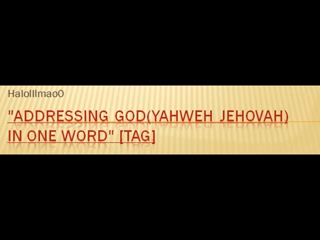 Halolllmao0
"ADDRESSING GOD(YAHWEH JEHOVAH)
IN ONE WORD" [TAG]